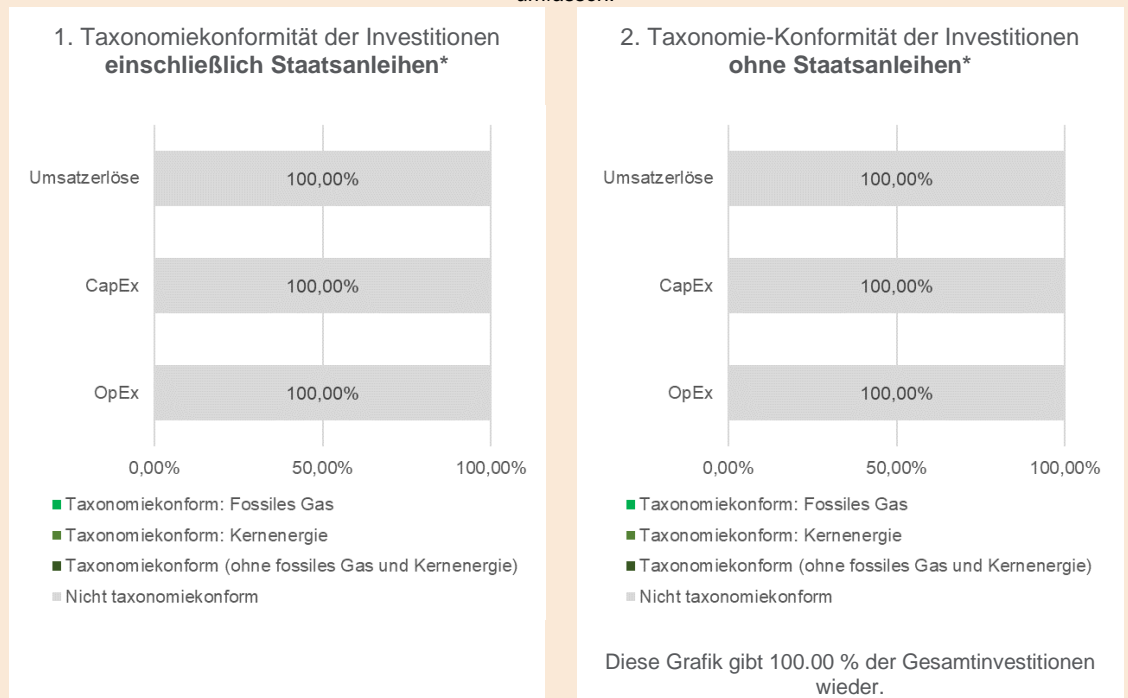 umfassen.
1. Taxonomiekonformität der Investitionen
einschließlich Staatsanleihen*
Umsatzerlöse
100,00%
CapEx
100,00%
OpEx
100,00%
0,00%
50,00%
100,00%
Taxonomiekonform: Fossiles Gas
Taxonomiekonform: Kernenergie
Taxonomiekonform (ohne fossiles Gas und Kernenergie)
Nicht taxonomiekonform
2. Taxonomie-Konformität der Investitionen
ohne Staatsanleihen*
Umsatzerlöse
100,00%
CapEx
100,00%
OpEx
100,00%
0,00%
50,00%
100,00%
Taxonomiekonform: Fossiles Gas
Taxonomiekonform: Kernenergie
Taxonomiekonform (ohne fossiles Gas und Kernenergie)
Nicht taxonomiekonform
Diese Grafik gibt 100.00 % der Gesamtinvestitionen
wieder.